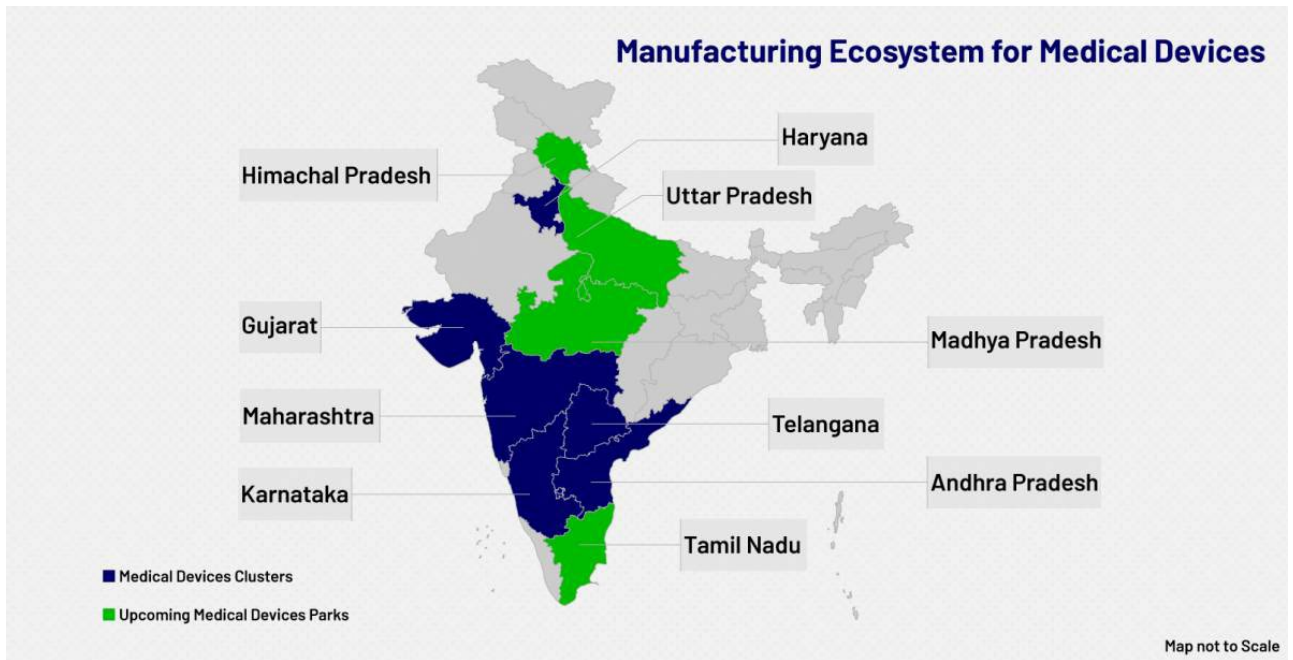 Manufacturing Ecosystem for Medical Devices
Haryana
Himachal Pradesh
Uttar Pradesh
Gujarat
Madhya Pradesh
Maharashtra
Telangana
Karnataka
Andhra Pradesh
Tamil Nadu
Medical Devices Clusters
Upcoming Medical Devices Parks
Map not to Scale